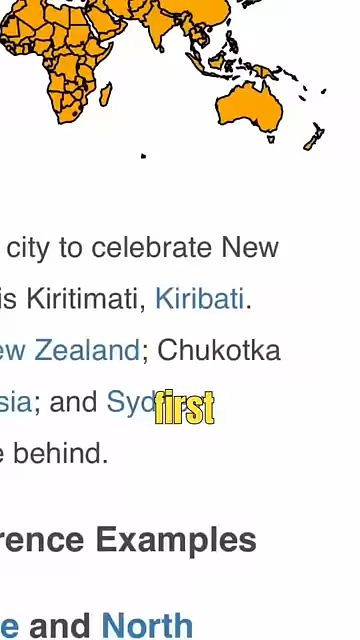 city to celebrate New
is Kiritimati, Kiribati.
ew Zealand; Chukotka
sia; and Syd
first
e behind.
rence Examples
e and North